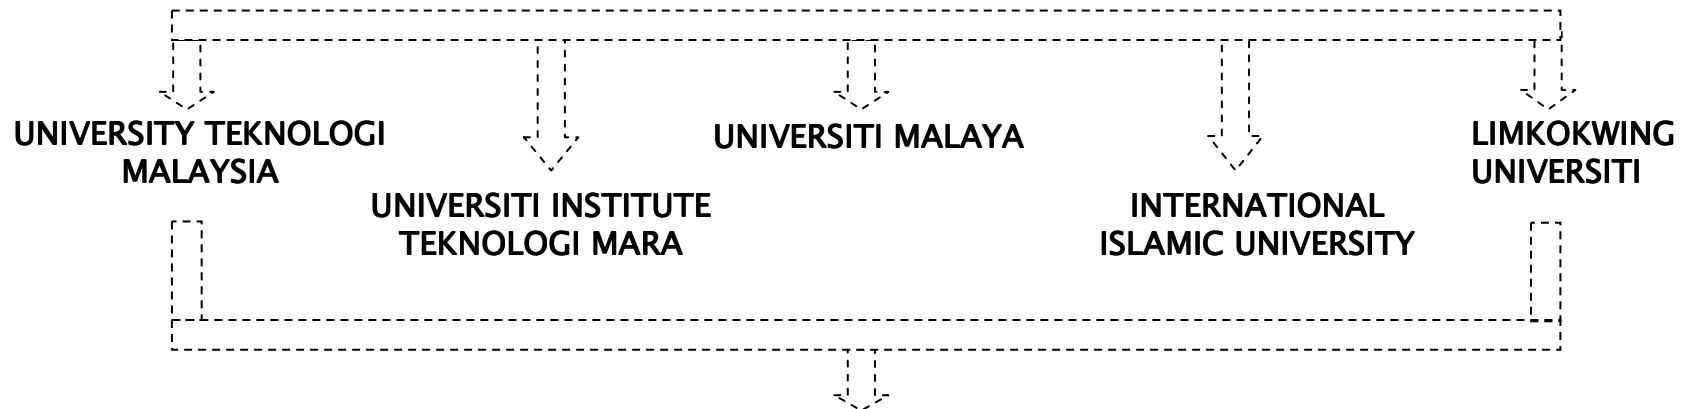 UNIVERSITY TEKNOLOGI
MALAYSIA
UNIVERSITI INSTITUTE
TEKNOLOGI MARA
UNIVERSITI MALAYA
INTERNATIONAL
ISLAMIC UNIVERSITY
LIMKOKWING
UNIVERSITI